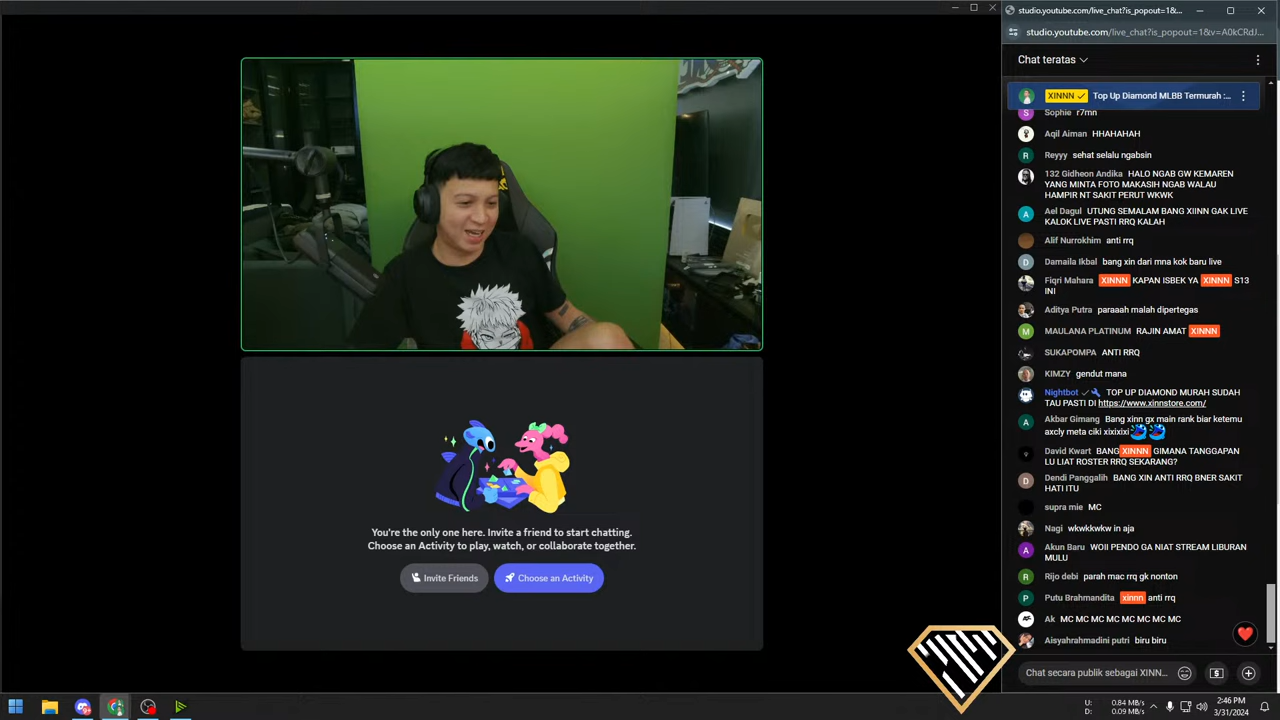 studio.youtube.com/live_chat?is_popout=1&...
studio.youtube.com/live_chat?is_popout=1&v=A0kCRdJ...
Chat teratas
XINNN Top Up Diamond MLBB Termurah :...
Sophie r7mn
Aqil Aiman HHAHAHAH
Reyyy sehat selalu ngabsin
132 Gidheon Andika HALO NGAB GW KEMAREN
YANG MINTA FOTO MAKASIH NGAB WALAU
HAMPIR NT SAKIT PERUT WKWK
Ael Dagul UTUNG SEMALAM BANG XIINN GAK LIVE
KALOK LIVE PASTI RRQ KALAH
Alif Nurrokhim anti rrq
Damaila Ikbal bang xin dari mna kok baru live
Fiqri Mahara XINNN KAPAN ISBEK YA XINNN S13
INI
Aditya Putra paraaah malah dipertegas
MAULANA PLATINUM RAJIN AMAT XINNN
SUKAPOMPA ANTI RRQ
KIMZY gendut mana
Nightbot TOP UP DIAMOND MURAH SUDAH
TAU PASTI DI https://www.xinnstore.com/
Akbar Gimang Bang xinn gx main rank biar ketemu
axcly meta ciki xixixixi
David Kwart BANG XINNN GIMANA TANGGAPAN
LU LIAT ROSTER RRQ SEKARANG?
Dendi Panggalih BANG XIN ANTI RRQ BNER SAKIT
HATI ITU
supra mie MC
Nagi wkwkkwkw in aja
Akun Baru WOII PENDO GA NIAT STREAM LIBURAN
MULU
Rijo debi parah mac rrq gk nonton
Putu Brahmandita xinnn anti rrq
Ak MC MC MC MC MC MC MC MC
Aisyahrahmadini putri biru biru
Chat secara publik sebagai XINN...
You're the only one here. Invite a friend to start chatting.
Choose an Activity to play, watch, or collaborate together.
Invite Friends
Choose an Activity
U: 0.84 MB/s
D: 0.09 MB/s
2:46 PM
3/31/2024